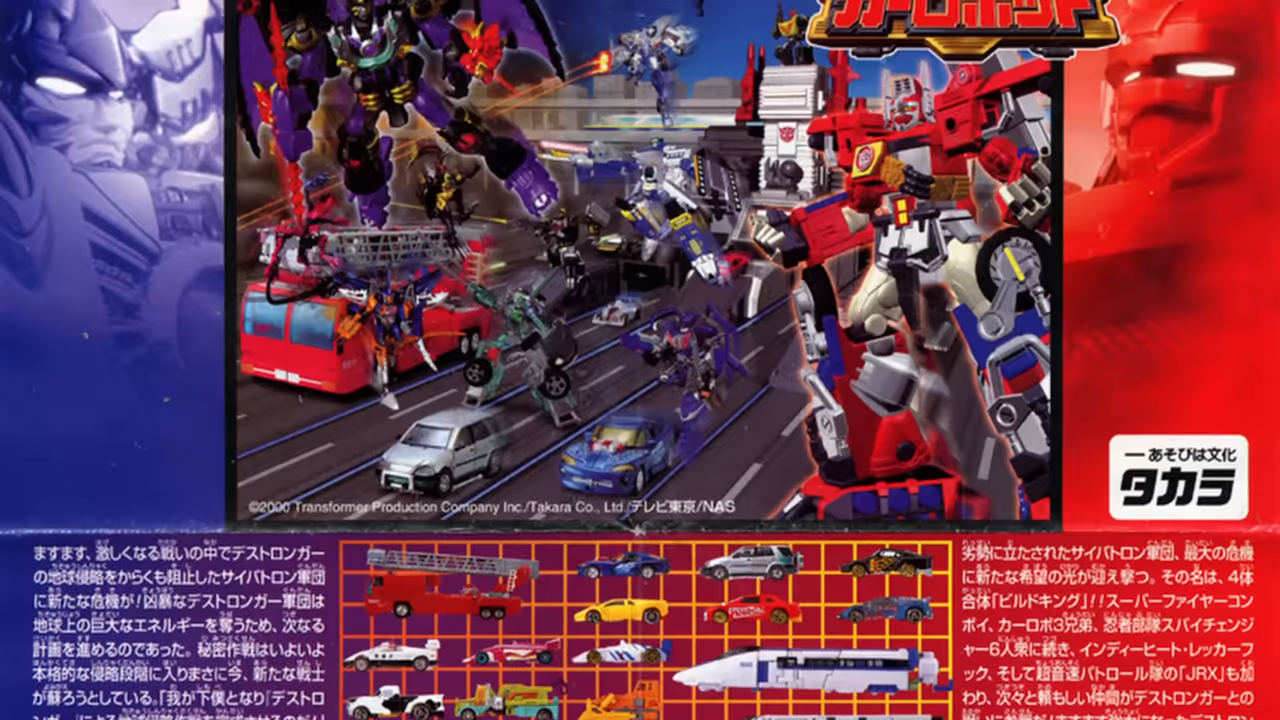 カーロボット
©2000 Transformer Production Company Inc./Takara Co., Ltd./テレビ東京/NAS
ーあそびは文化
タカラ
ますます、激しくなる戦いの中でデストロンガー
の地球侵略をからくも阻止したサイバトロン軍団
に新たな危機が!凶暴なデストロンガー軍団は
地球上の巨大なエネルギーを奪うため、次なる
計画を進めるのであった。秘密作戦はいよいよ
本格的な侵略段階に入りまさに今、新たな戦士
が蘇ろうとしている。「我が下僕となり『デストロ
劣勢に立たされたサイバトロン軍団、最大の危機
に新たな希望の光が迎え撃つ。その名は、4体
合体「ビルドキング」!!スーパーファイヤーコン
ボイ、カーロボ3兄弟、忍者部隊スパイチェンジ
ャー6人衆に続き、インディーヒート・レッカーフ
ック、そして超音速パトロール隊の「JRX」も加
わり、次々と頼もしい仲間がデストロンガーとの